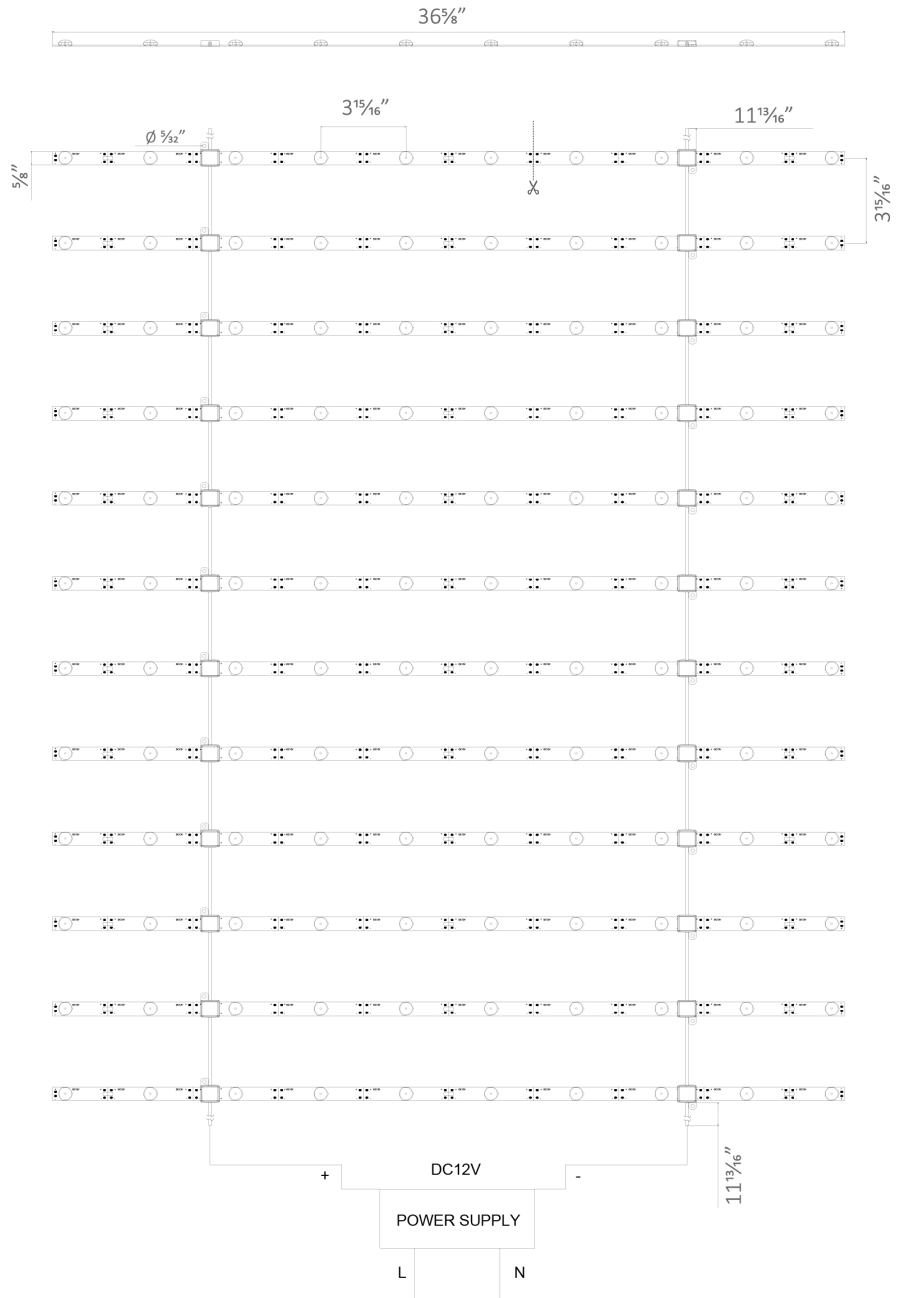 36⅝”
3¹⁵⁄₁₆”
11¹³⁄₁₆”
Ø ⁵⁄₃₂”
⅝”
3¹⁵⁄₁₆”
+
DC12V
-
11¹³⁄₁₆”
POWER SUPPLY
L
N